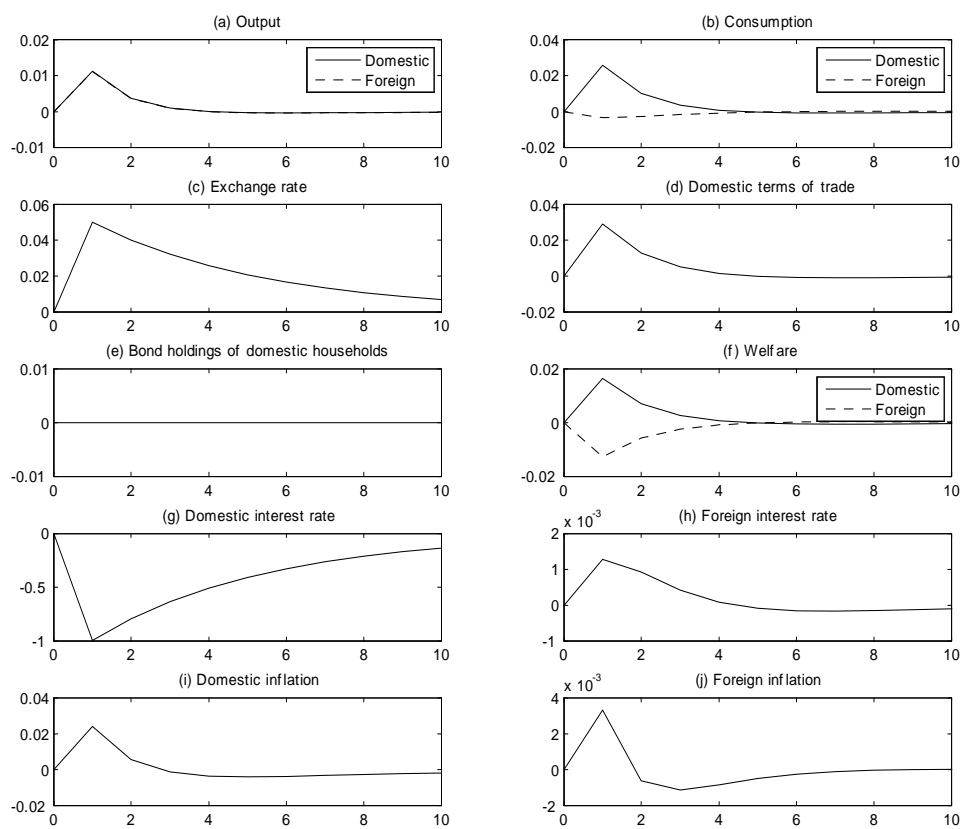 (a) Output
0.02
0.01
0
-0.01
0 2 4 6 8 10
Domestic
Foreign
(b) Consumption
0.04
0.02
0
-0.02
0 2 4 6 8 10
Domestic
Foreign
(c) Exchange rate
0.06
0.04
0.02
0
0 2 4 6 8 10
(d) Domestic terms of trade
0.04
0.02
0
-0.02
0 2 4 6 8 10
(e) Bond holdings of domestic households
0.01
0
-0.01
0 2 4 6 8 10
(f) Welfare
0.02
0
-0.02
0 2 4 6 8 10
Domestic
Foreign
(g) Domestic interest rate
0
-0.5
-1
0 2 4 6 8 10
(h) Foreign interest rate
x 10-3
2
1
0
-1
0 2 4 6 8 10
(i) Domestic inflation
0.04
0.02
0
-0.02
0 2 4 6 8 10
(j) Foreign inflation
x 10-3
4
2
0
-2
0 2 4 6 8 10